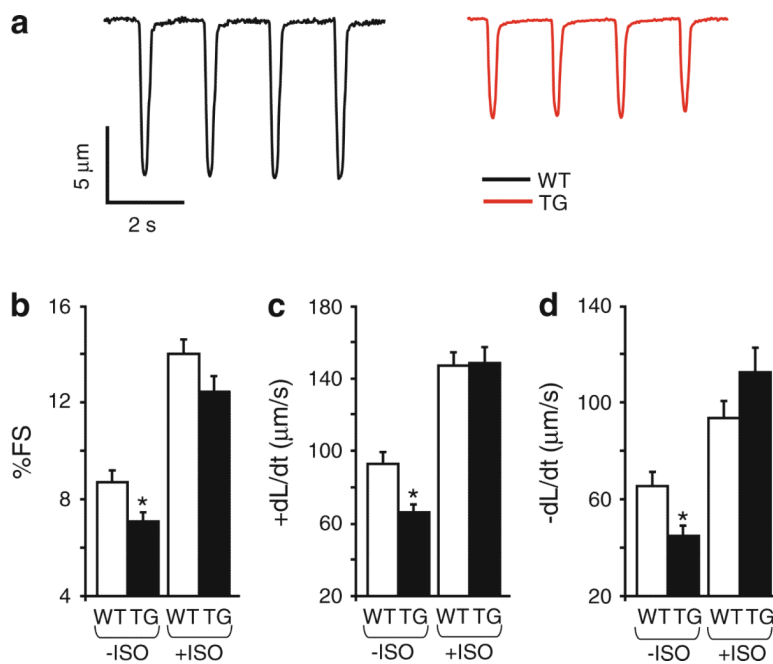 a
5 μm
2 s
WT
TG
b
%FS
16
12
8
4
*
WT TG WT TG
-ISO +ISO
c
+dL/dt (μm/s)
180
140
100
60
20
*
WT TG WT TG
-ISO +ISO
d
-dL/dt (μm/s)
140
100
60
20
*
WT TG WT TG
-ISO +ISO